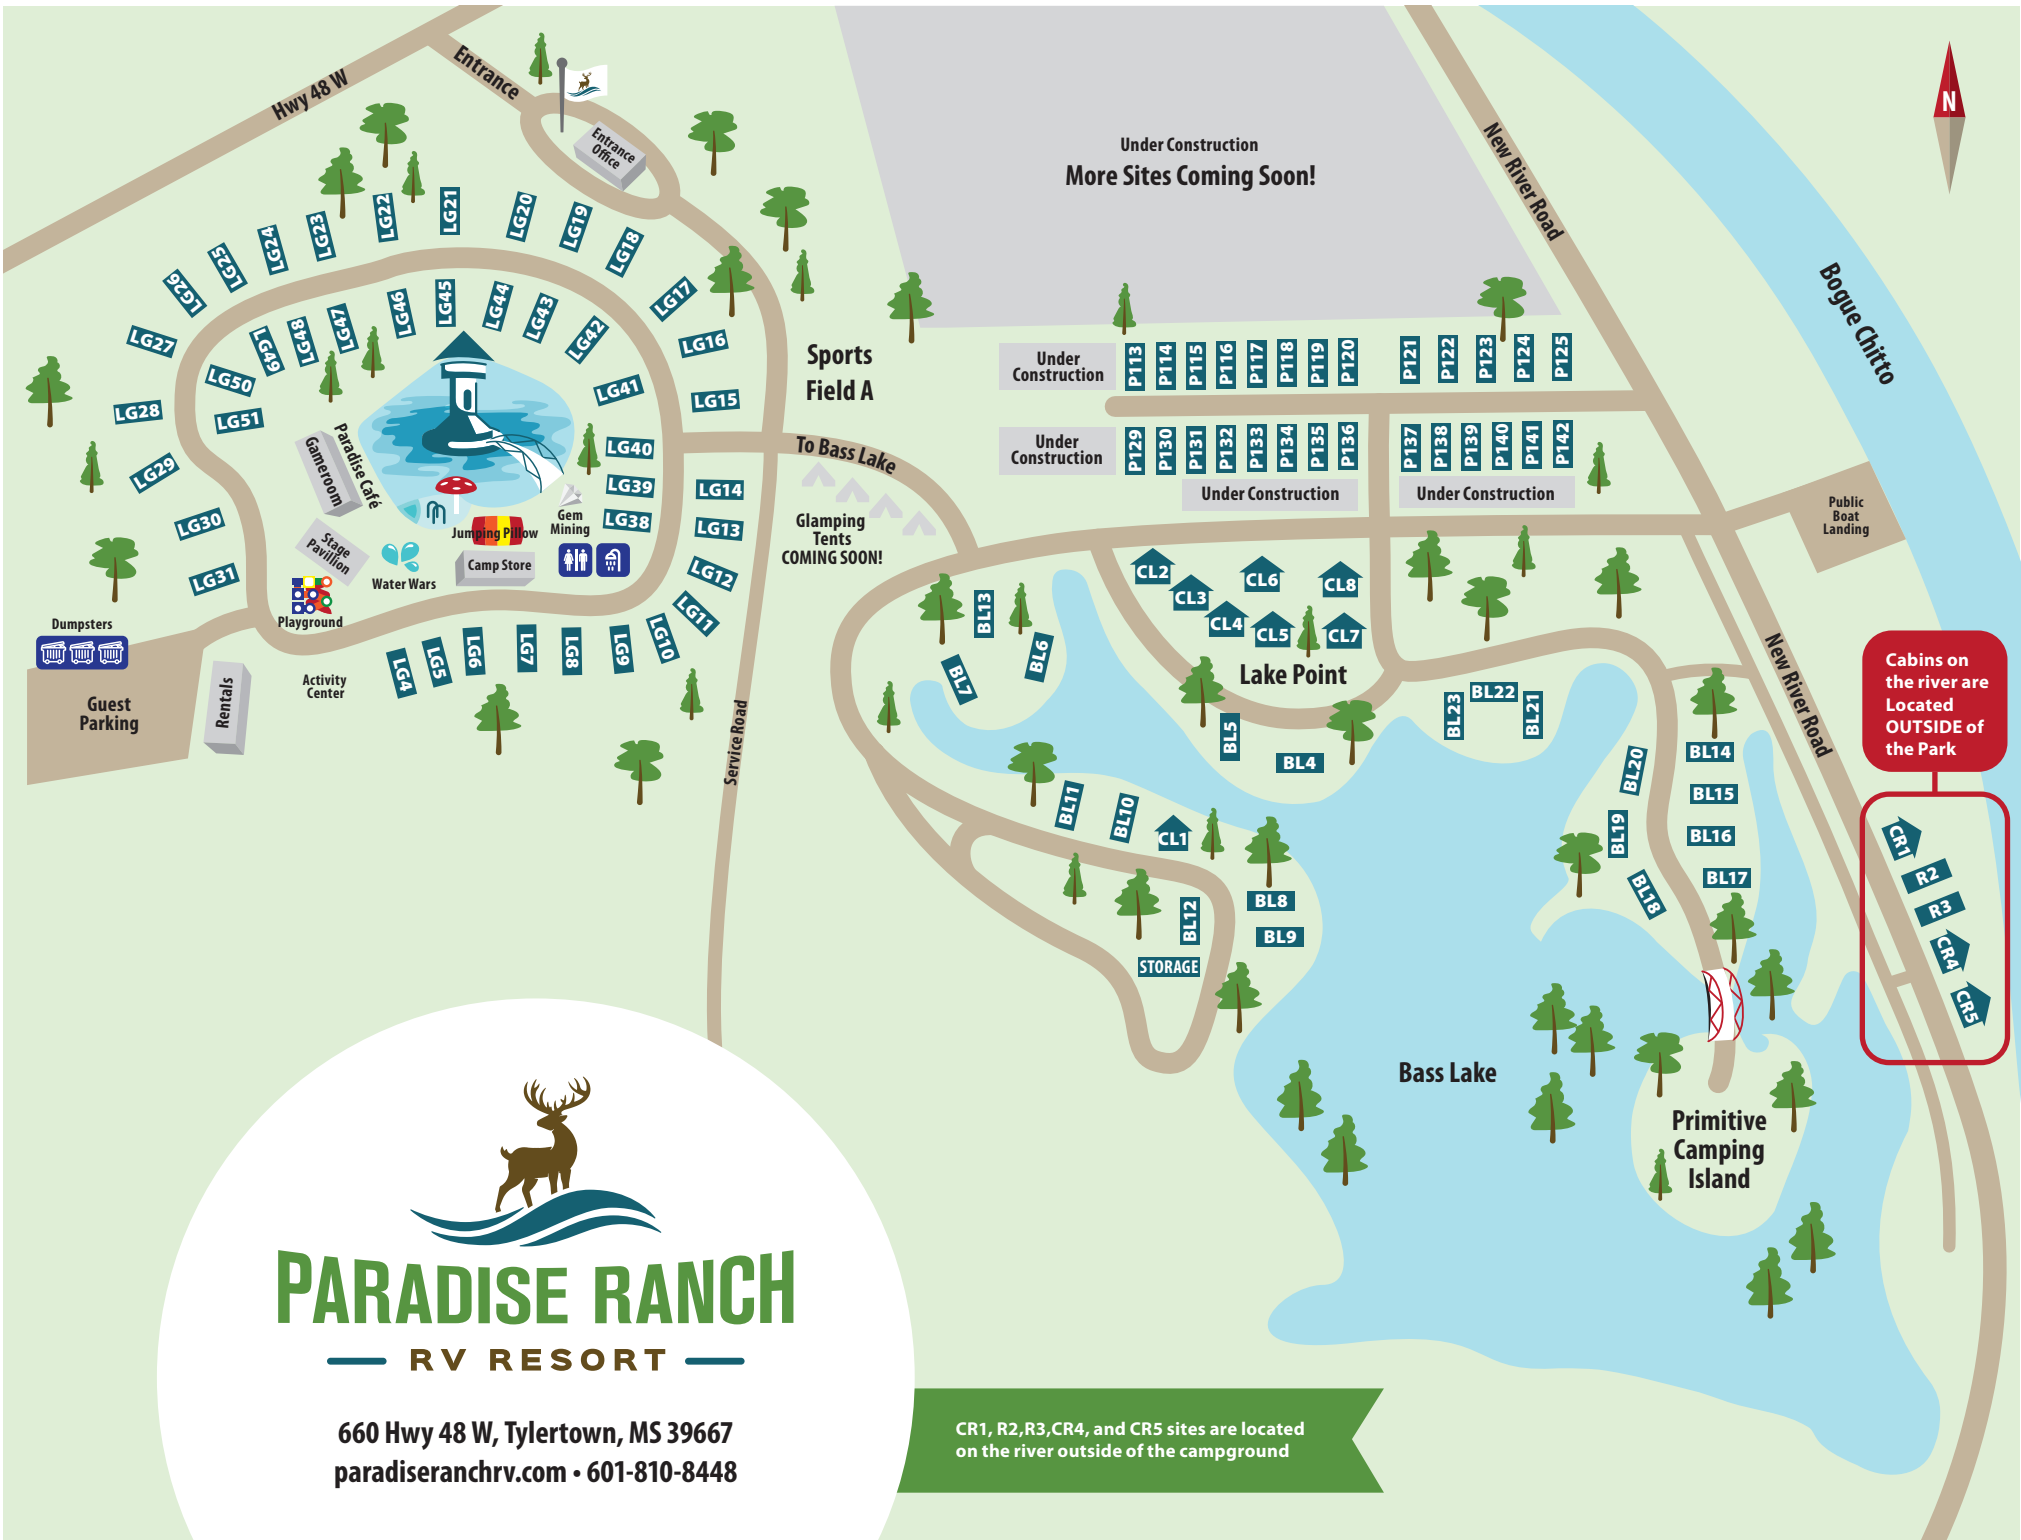 Hwy 48 W
Entrance
Entrance
Office
N
Under Construction
More Sites Coming Soon!
New River Road
Bogue Chitto
LG21
LG22
LG20
LG23
LG19
LG24
LG18
LG25
LG26
LG17
LG27
LG16
LG28
LG15
LG29
LG14
LG30
LG13
LG31
LG12
LG11
LG10
LG9
LG8
LG7
LG6
LG5
LG4
LG45
LG44
LG46
LG43
LG47
LG42
LG48
LG49
LG50
LG41
LG51
LG40
LG39
LG38
Paradise Café
Gameroom
Stage
Pavillion
Water Wars
Jumping Pillow
Gem
Mining
Camp Store
Playground
Dumpsters
Guest
Parking
Rentals
Activity
Center
Service Road
Sports
Field A
To Bass Lake
Glamping
Tents
COMING SOON!
Under
Construction
P113
P114
P115
P116
P117
P118
P119
P120
P121
P122
P123
P124
P125
Under
Construction
P129
P130
P131
P132
P133
P134
P135
P136
P137
P138
P139
P140
P141
P142
Under Construction
Under Construction
Public
Boat
Landing
CL2
CL3
CL6
CL8
CL4
CL5
CL7
Lake Point
BL13
BL6
BL7
BL5
BL4
BL23
BL22
BL21
BL20
BL14
BL15
BL19
BL16
BL18
BL17
BL11
BL10
CL1
BL8
BL12
BL9
STORAGE
New River Road
Cabins on
the river are
Located
OUTSIDE of
the Park
CR1
R2
R3
CR4
CR5
Bass Lake
Primitive
Camping
Island
PARADISE RANCH
RV RESORT
660 Hwy 48 W, Tylertown, MS 39667
paradiseranchrv.com • 601-810-8448
CR1, R2,R3,CR4, and CR5 sites are located
on the river outside of the campground